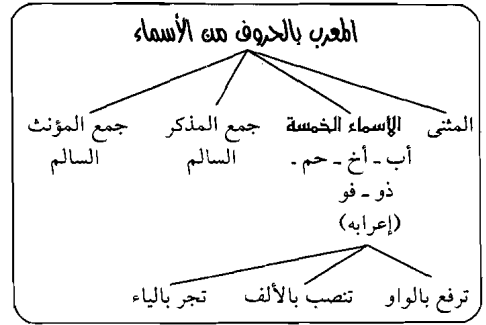 المعرب بالحروف من الأسماء
المثنى الأسماء الخمسة جمع المذكر جمع المؤنث
أب ـ أخ ـ حم . السالم السالم
ذو ـ فو
(إعرابه)
ترفع بالواو تنصب بالألف تجر بالياء